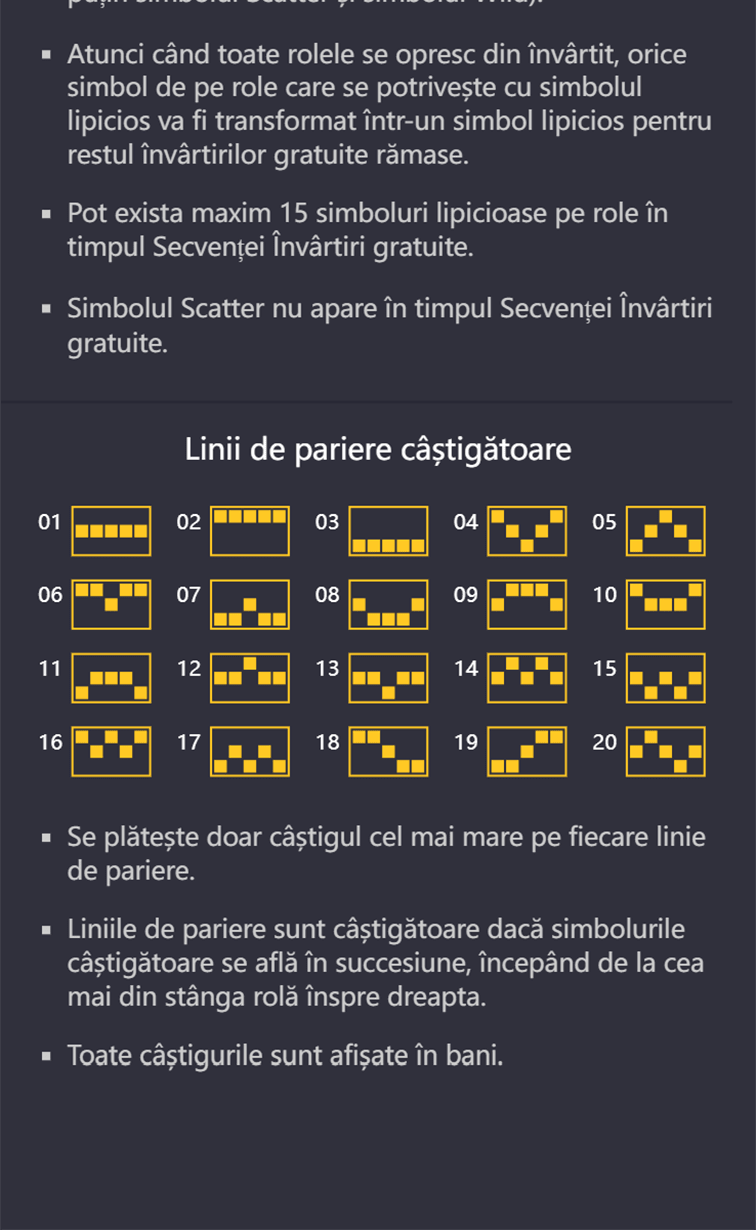 Atunci când toate rolele se opresc din învârtit, orice
simbol de pe role care se potrivește cu simbolul
lipicios va fi transformat într-un simbol lipicios pentru
restul învârtirilor gratuite rămase.
Pot exista maxim 15 simboluri lipicioase pe role în
timpul Secvenței Învârtiri gratuite.
Simbolul Scatter nu apare în timpul Secvenței Învârtiri
gratuite.
Linii de pariere câștigătoare
01 02 03 04 05
06 07 08 09 10
11 12 13 14 15
16 17 18 19 20
Se plătește doar câștigul cel mai mare pe fiecare linie
de pariere.
Liniile de pariere sunt câștigătoare dacă simbolurile
câștigătoare se află în succesiune, începând de la cea
mai din stânga rolă înspre dreapta.
Toate câștigurile sunt afișate în bani.